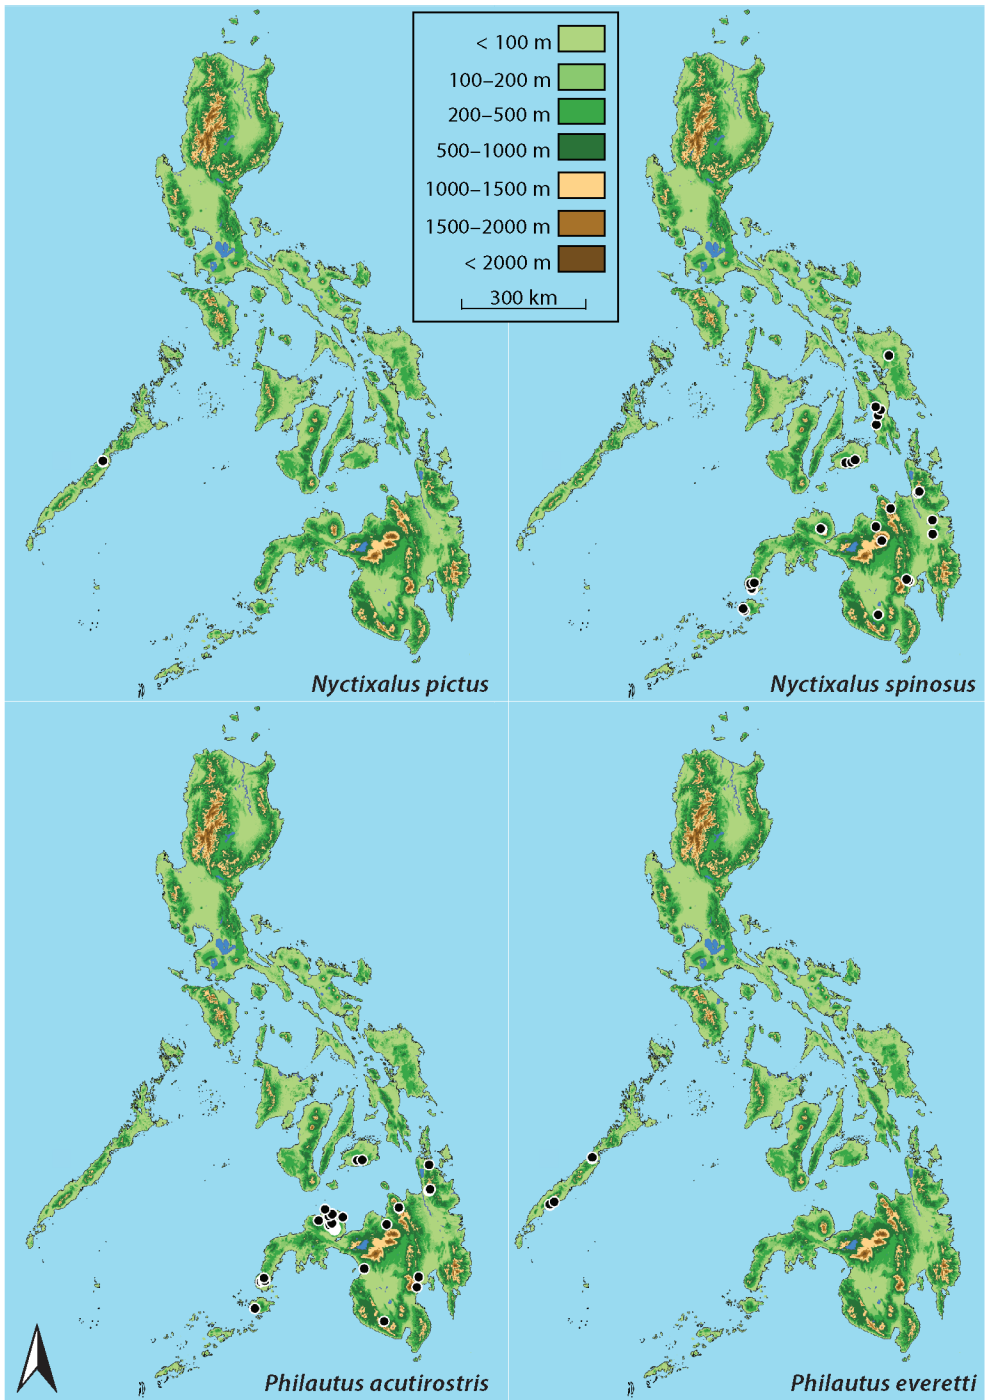 < 100 m
100–200 m
200–500 m
500–1000 m
1000–1500 m
1500–2000 m
< 2000 m
300 km
Nyctixalus pictus
Nyctixalus spinosus
Philautus acutirostris
Philautus everetti